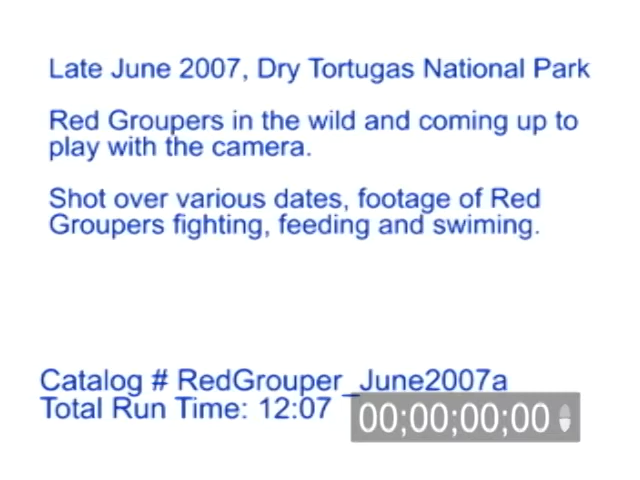 Late June 2007, Dry Tortugas National Park
Red Groupers in the wild and coming up to
play with the camera.
Shot over various dates, footage of Red
Groupers fighting, feeding and swiming.
Catalog # RedGrouper_June2007a
Total Run Time: 12:07
00;00;00;00